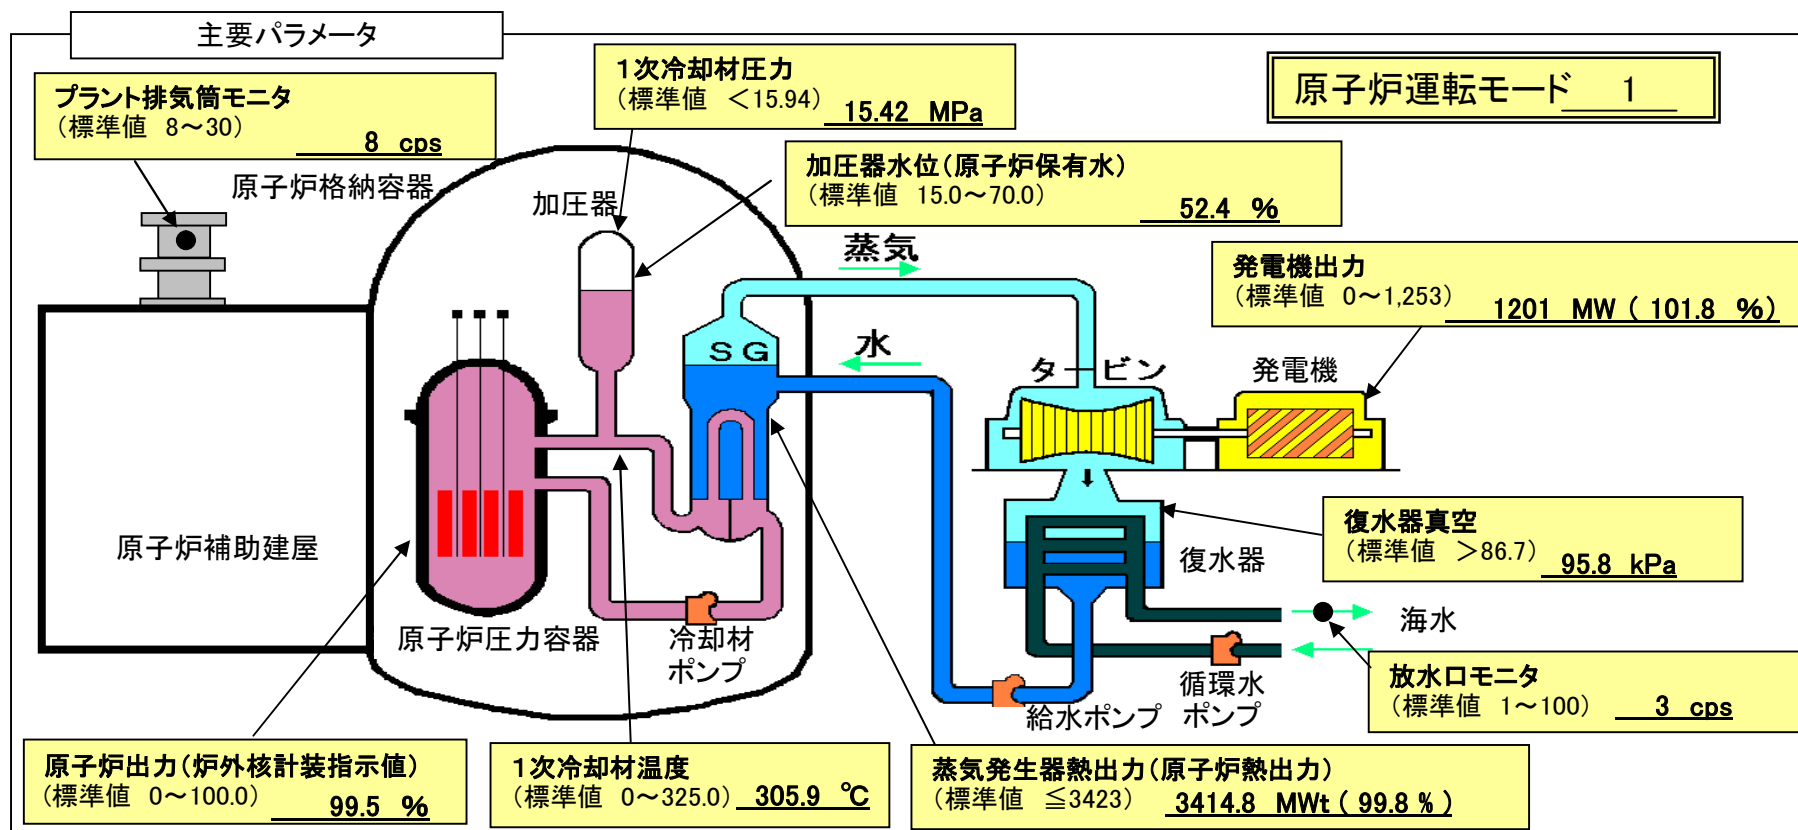 主要パラメータ
原子炉運転モード 1
プラント排気筒モニタ
(標準値 8～30)
8 cps
1次冷却材圧力
(標準値 ＜15.94)
15.42 MPa
加圧器水位(原子炉保有水)
(標準値 15.0～70.0)
52.4 %
原子炉格納容器
加圧器
蒸気
発電機出力
(標準値 0～1,253)
1201 MW ( 101.8 %)
水
SG
タービン
発電機
原子炉補助建屋
復水器真空
(標準値 ＞86.7)
95.8 kPa
復水器
原子炉圧力容器
冷却材
ポンプ
海水
循環水
ポンプ
給水ポンプ
放水口モニタ
(標準値 1～100)
3 cps
原子炉出力(炉外核計装指示値)
(標準値 0～100.0)
99.5 %
1次冷却材温度
(標準値 0～325.0)
305.9 ℃
蒸気発生器熱出力(原子炉熱出力)
(標準値 ≦3423)
3414.8 MWt ( 99.8 % )